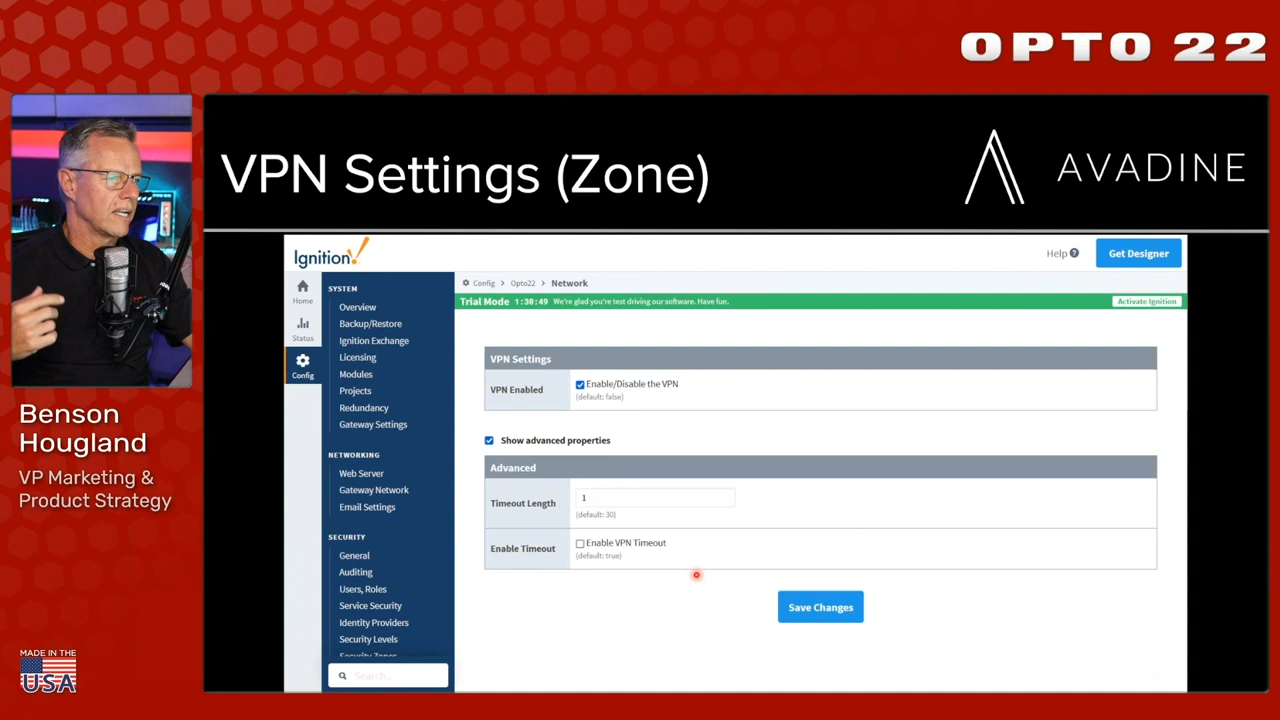 OPTO 22
VPN Settings (Zone)
AVADINE
Ignition!
Help ?
Get Designer
Home
Status
Config
SYSTEM
Overview
Backup/Restore
Ignition Exchange
Licensing
Modules
Projects
Redundancy
Gateway Settings
NETWORKING
Web Server
Gateway Network
Email Settings
SECURITY
General
Auditing
Users, Roles
Service Security
Identity Providers
Security Levels
Security Zones
Search...
Config > Opto22 > Network
Trial Mode 1:30:49 We're glad you're test driving our software. Have fun.
Activate Ignition
VPN Settings
VPN Enabled
Enable/Disable the VPN
(default: false)
Show advanced properties
Advanced
Timeout Length
1
(default: 30)
Enable Timeout
Enable VPN Timeout
(default: true)
Save Changes
Benson
Hougland
VP Marketing &
Product Strategy
MADE IN THE
USA